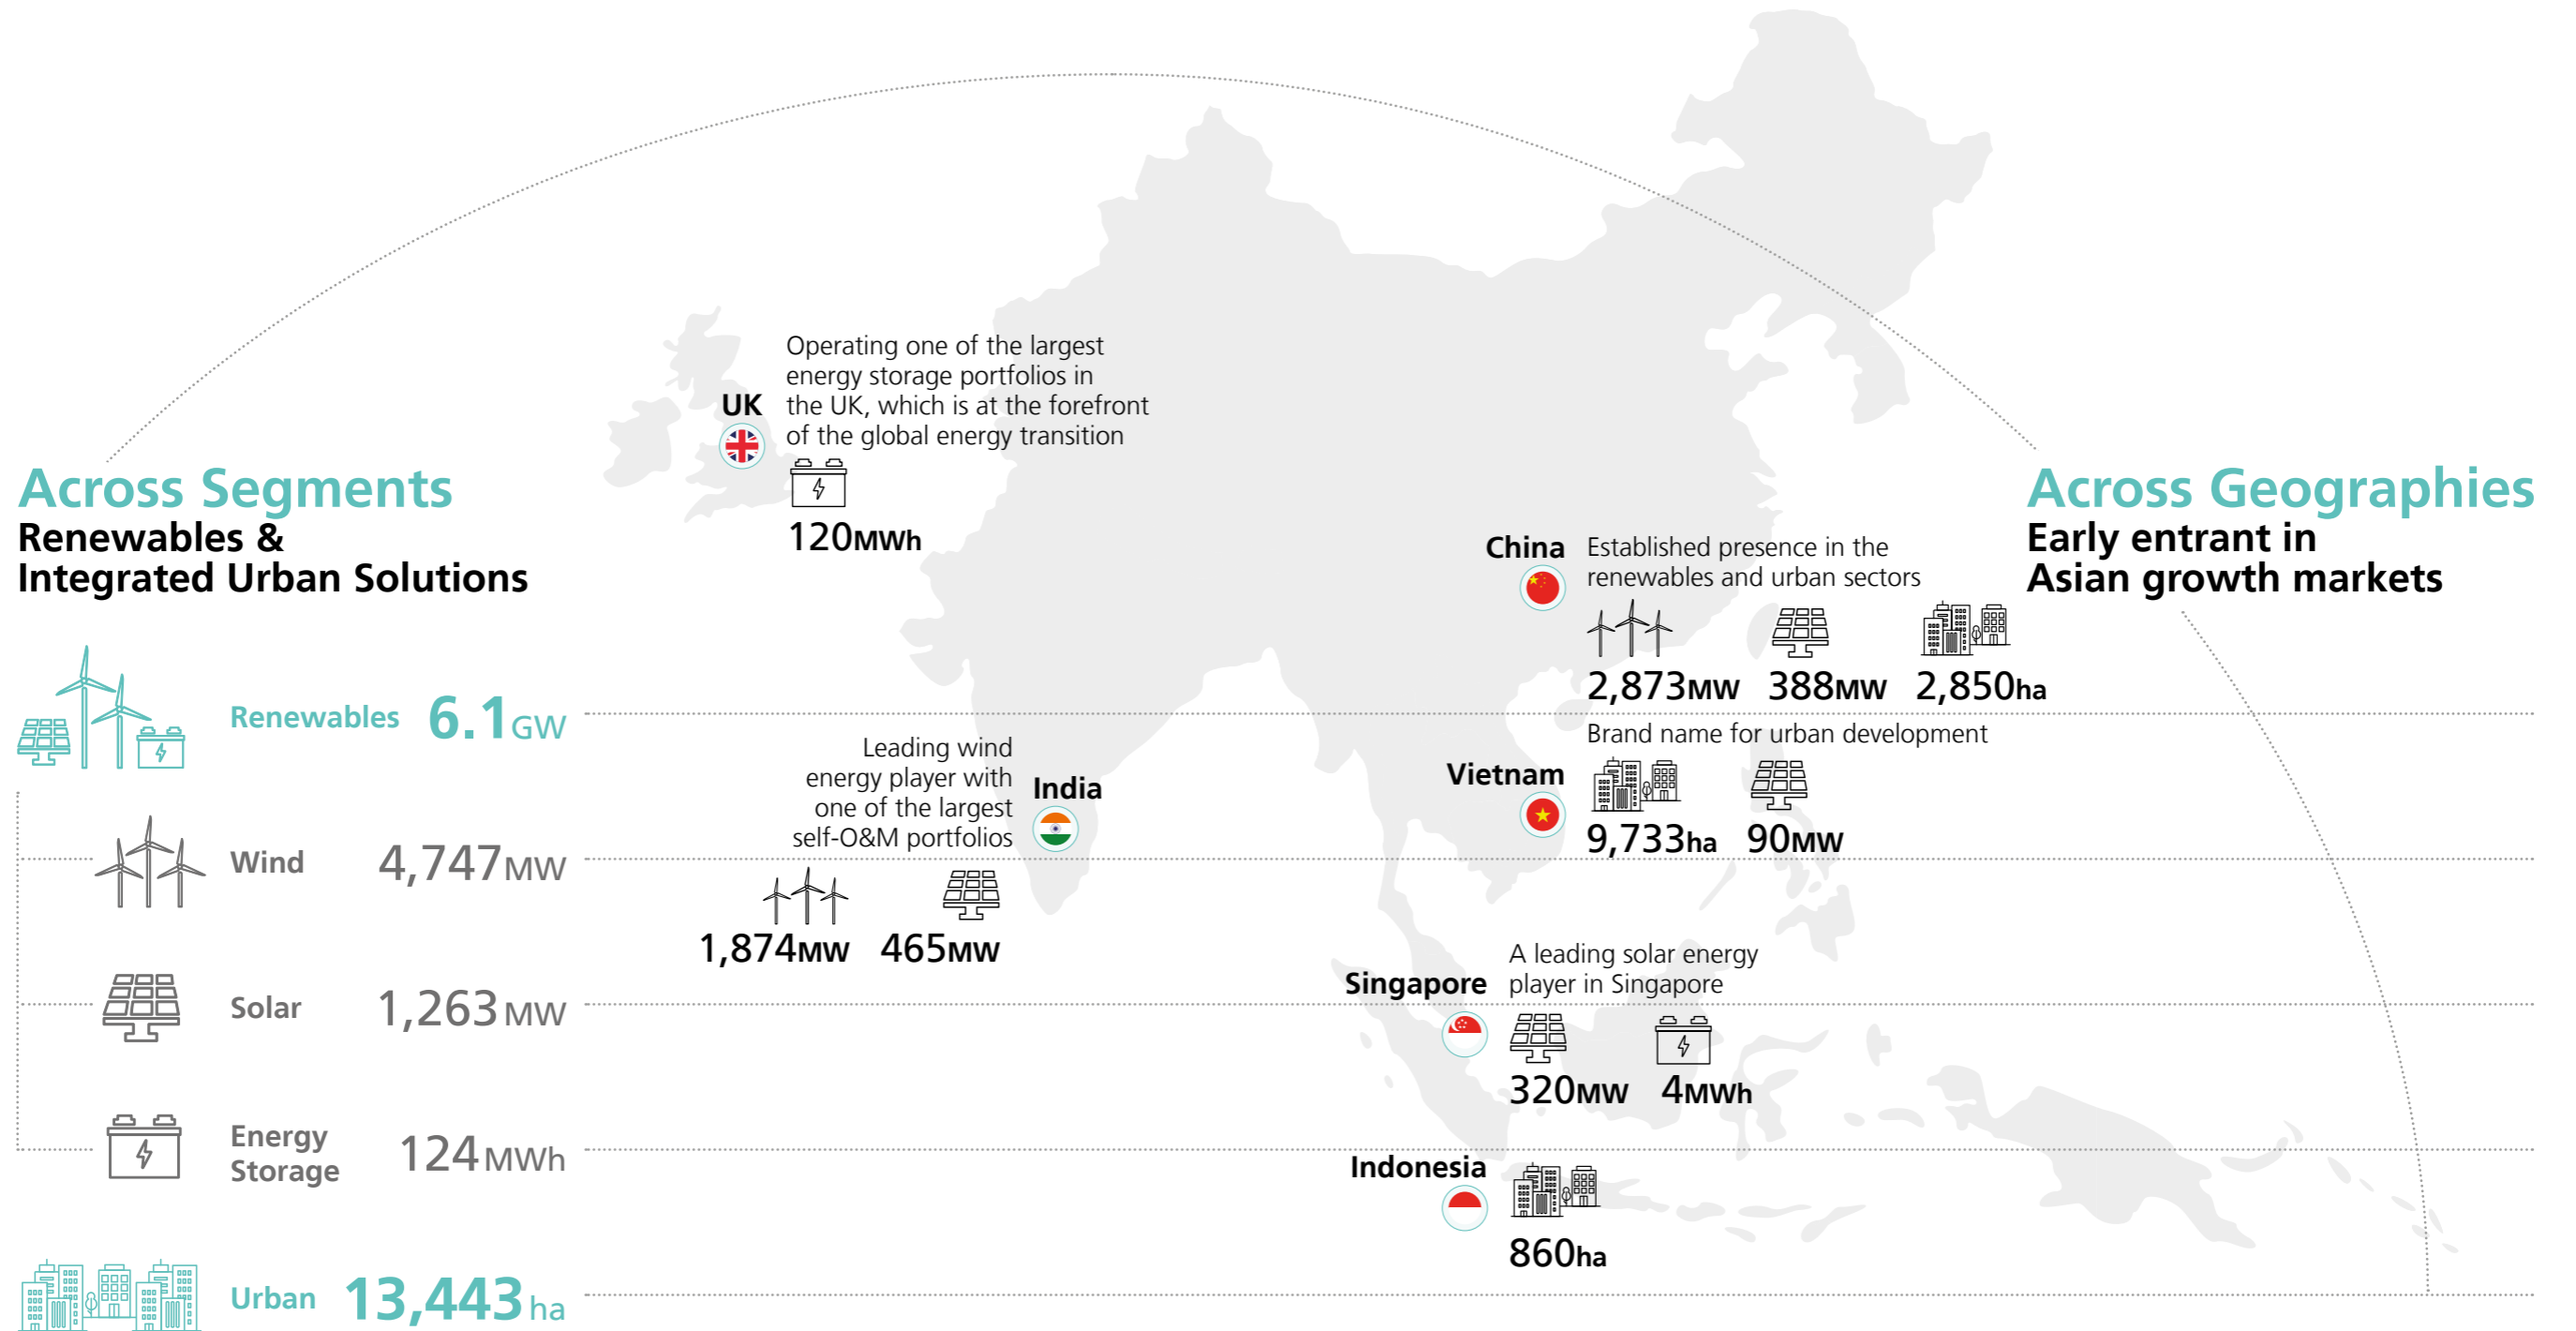 Across Segments
Renewables &
Integrated Urban Solutions
Renewables 6.1GW
Wind 4,747MW
Solar 1,263MW
Energy
Storage
124MWh
Urban 13,443ha
UK
Operating one of the largest
energy storage portfolios in
the UK, which is at the forefront
of the global energy transition
120MWh
Leading wind
energy player with
one of the largest
self-O&M portfolios
India
1,874MW 465MW
China
Established presence in the
renewables and urban sectors
2,873MW 388MW 2,850ha
Vietnam
Brand name for urban development
9,733ha 90MW
Singapore
A leading solar energy
player in Singapore
320MW 4MWh
Indonesia
860ha
Across Geographies
Early entrant in
Asian growth markets